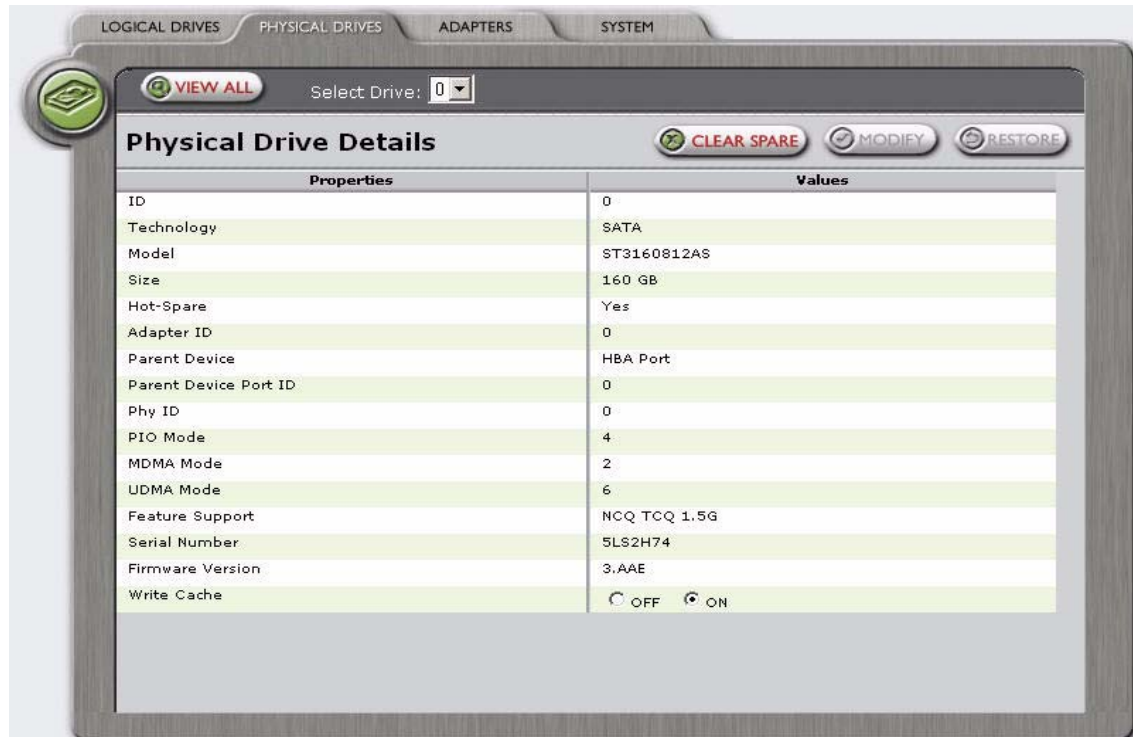 LOGICAL DRIVES PHYSICAL DRIVES ADAPTERS SYSTEM
VIEW ALL Select Drive: 0
Physical Drive Details CLEAR SPARE MODIFY RESTORE
Properties Values
ID 0
Technology SATA
Model ST3160812AS
Size 160 GB
Hot-Spare Yes
Adapter ID 0
Parent Device HBA Port
Parent Device Port ID 0
Phy ID 0
PIO Mode 4
MDMA Mode 2
UDMA Mode 6
Feature Support NCQ TCQ 1.5G
Serial Number 5LS2H74
Firmware Version 3.AAE
Write Cache OFF ON